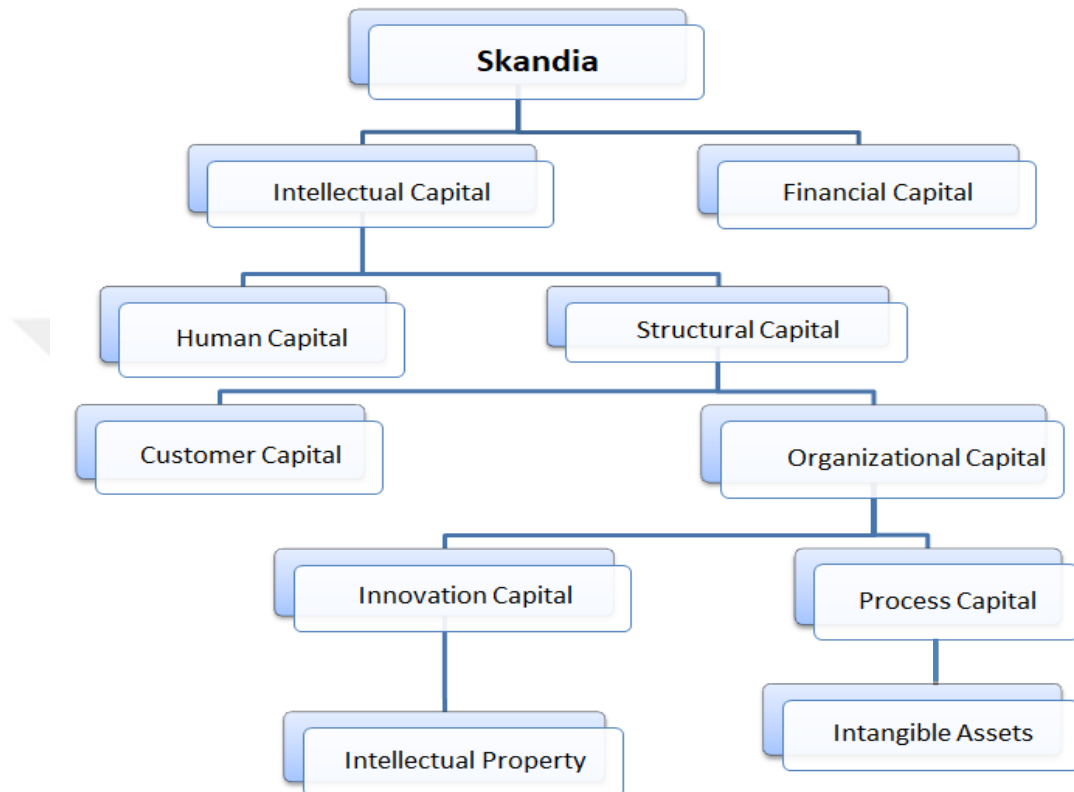 Skandia
Intellectual Capital
Financial Capital
Human Capital
Structural Capital
Customer Capital
Organizational Capital
Innovation Capital
Process Capital
Intellectual Property
Intangible Assets